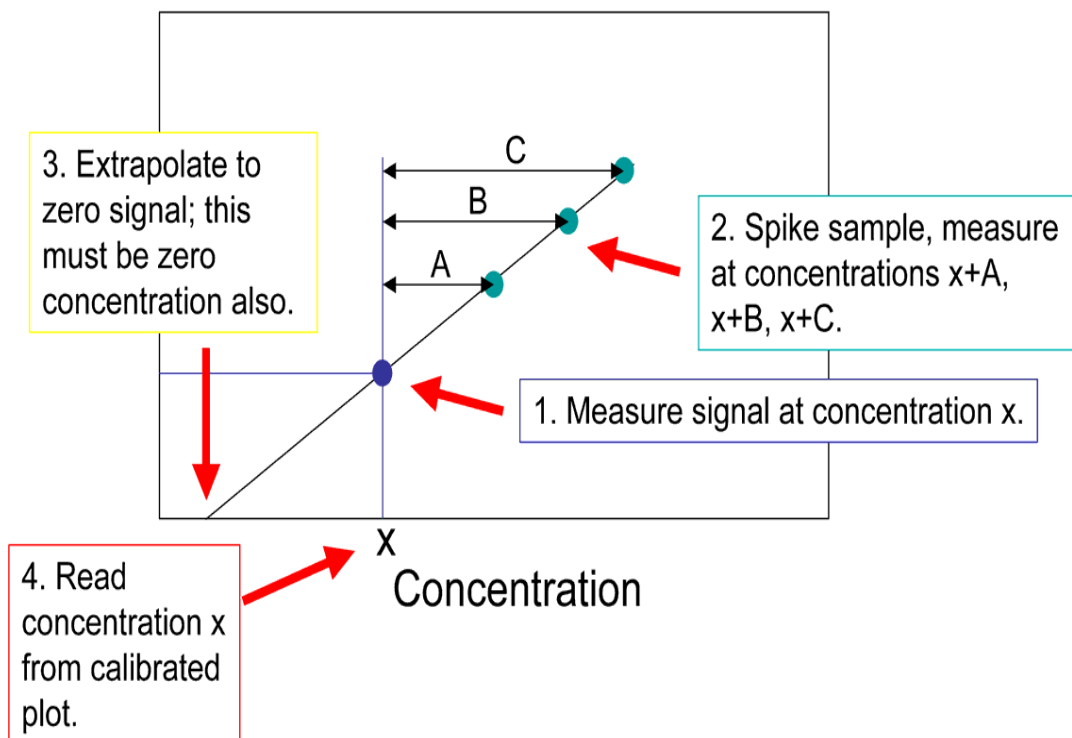 C
B
A
3. Extrapolate to
zero signal; this
must be zero
concentration also.
2. Spike sample, measure
at concentrations x+A,
x+B, x+C.
1. Measure signal at concentration x.
x
Concentration
4. Read
concentration x
from calibrated
plot.